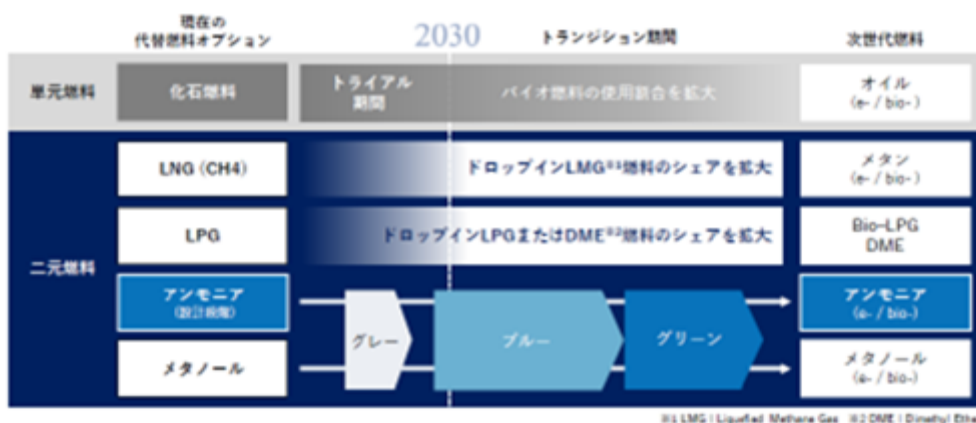 現在の
代替燃料オプション
2030
トランジション期間
次世代燃料
単元燃料
化石燃料
トライアル
期間
バイオ燃料の使用割合を拡大
オイル
(e- / bio-)
二元燃料
LNG (CH4)
ドロップインLMG※1燃料のシェアを拡大
メタン
(e- / bio-)
LPG
ドロップインLPGまたはDME※2燃料のシェアを拡大
Bio-LPG
DME
アンモニア
(設計段階)
グレー
ブルー
グリーン
アンモニア
(e- / bio-)
メタノール
メタノール
(e- / bio-)
※1 LMG | Liquefied Methane Gas ※2 DME | Dimethyl Ethe